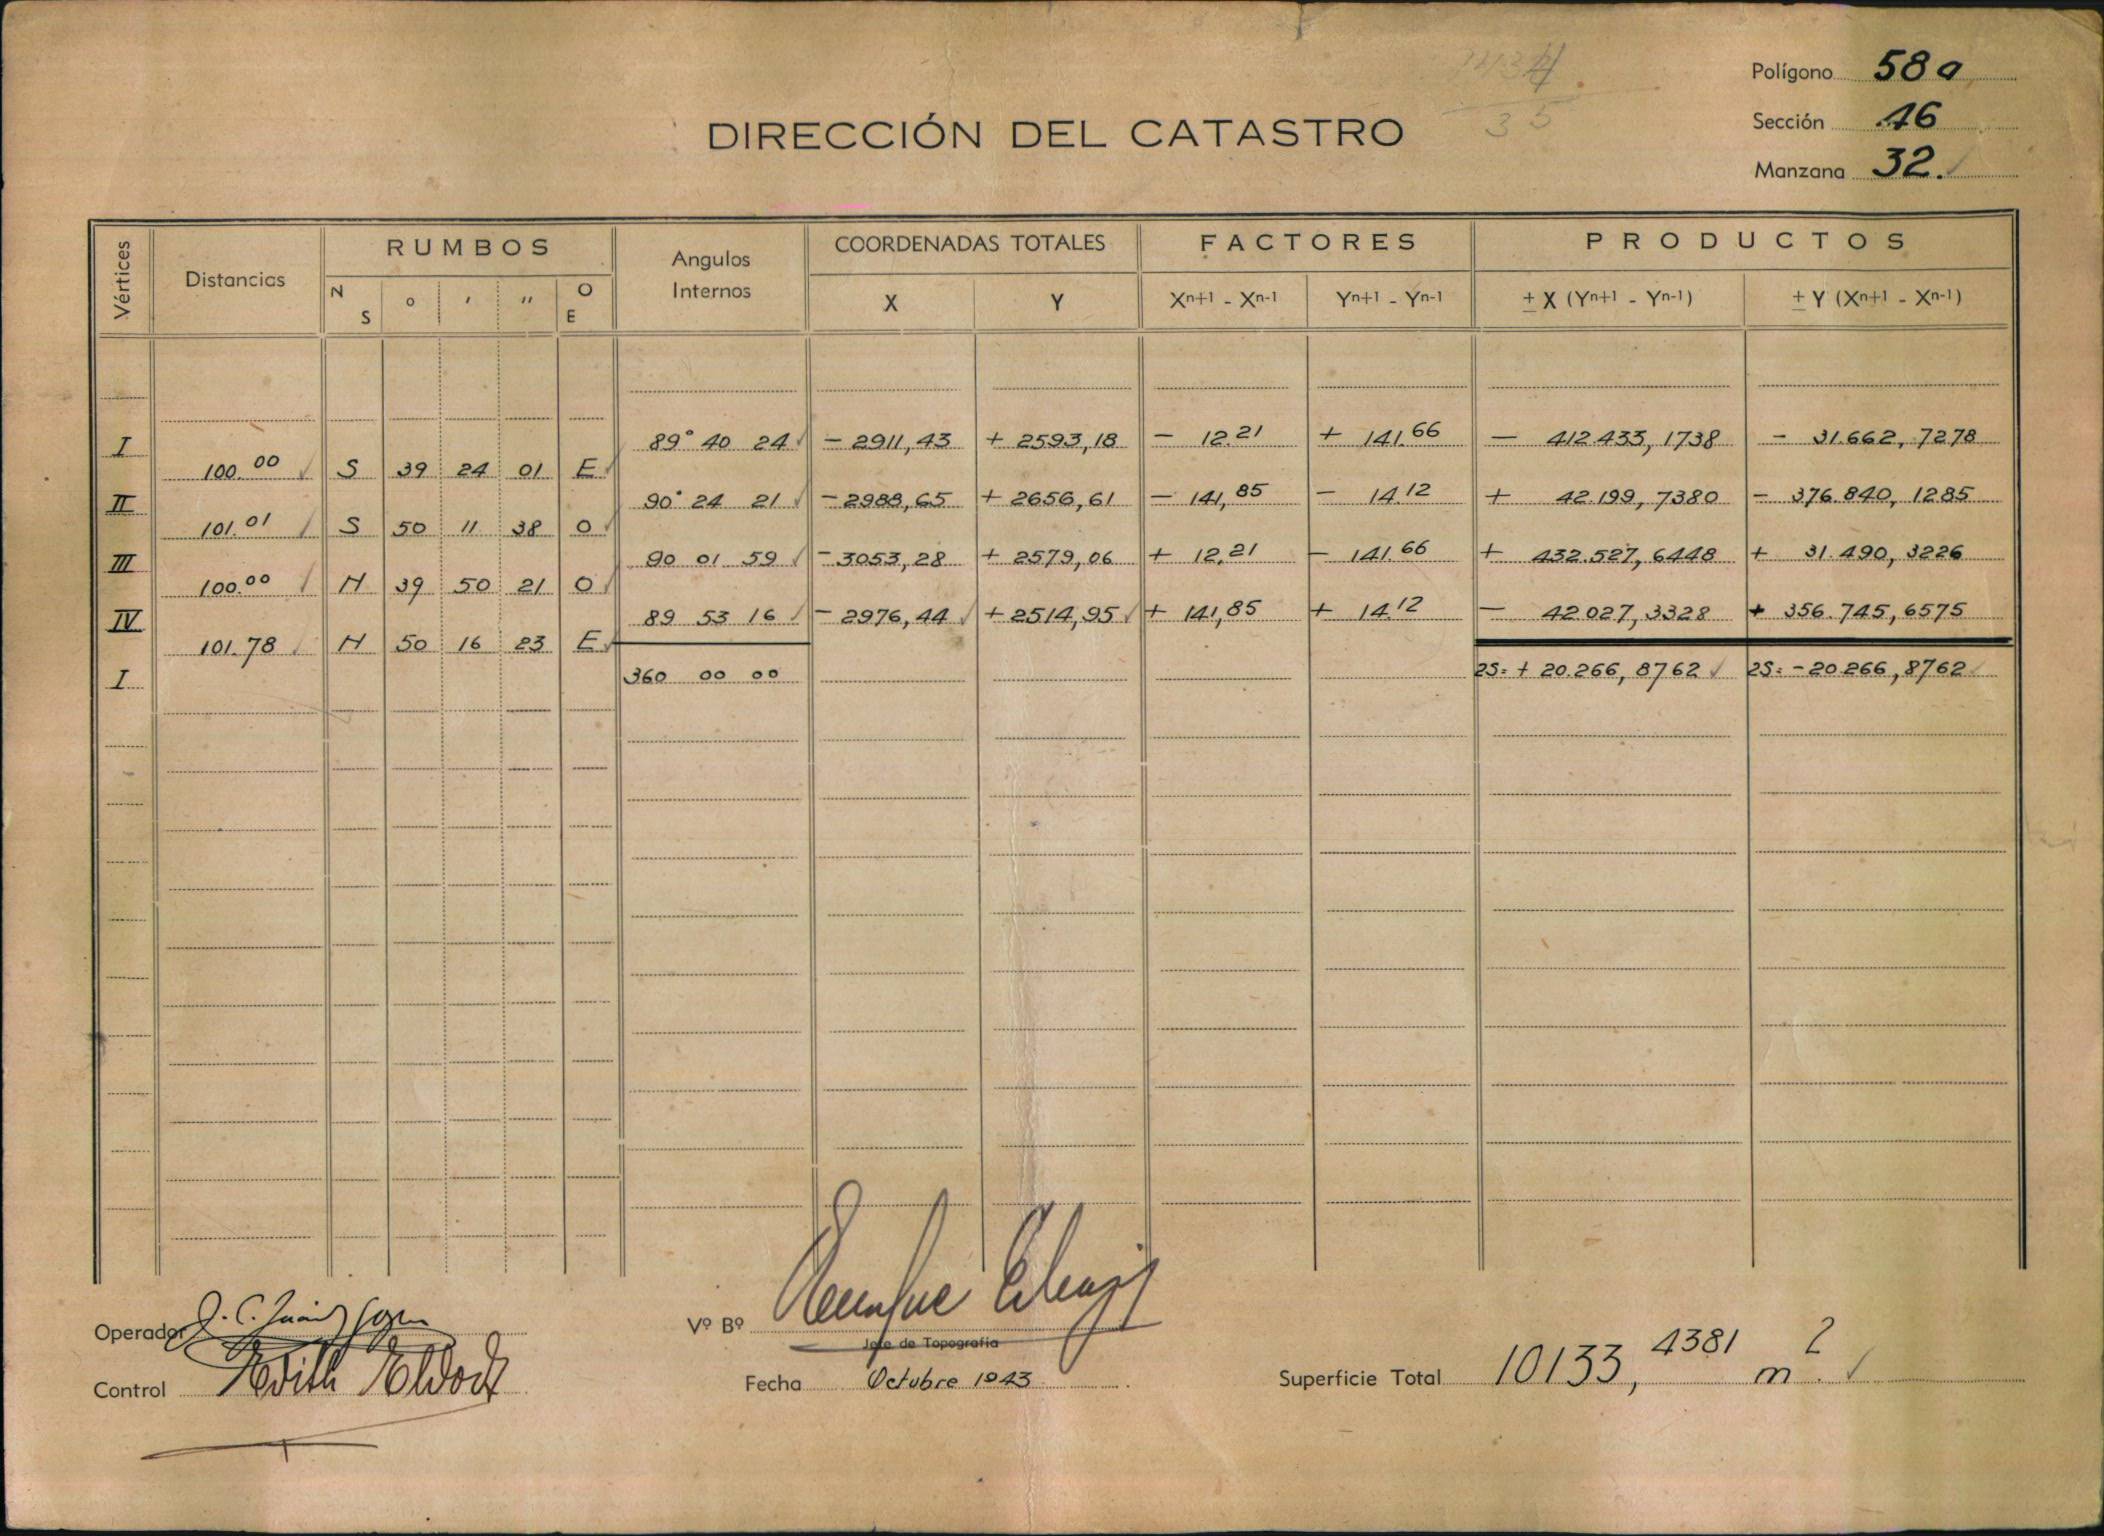 Polígono 58a
DIRECCIÓN DEL CATASTRO
35
Sección 46
Manzana 32.
Vértices Distancias RUMBOS Angulos Internos COORDENADAS TOTALES FACTORES PRODUCTOS
N S ° ' " O E X Y Xn+1 - Xn-1 Yn+1 - Yn-1 ± X (Yn+1 - Yn-1) ± Y (Xn+1 - Xn-1)
I 89° 40 24 - 2911,43 + 2593,18 - 12.21 + 141.66 - 412.433,1738 - 31.662,7278
100.00 S 39 24 01 E
II 90° 24 21 - 2988,65 + 2656,61 - 141,85 - 14.12 + 42.199,7380 - 376.840,1285
101.01 S 50 11 38 O
III 90 01 59 - 3053,28 + 2579,06 + 12.21 - 141.66 + 432.527,6448 + 31.490,3226
100.00 N 39 50 21 O
IV 89 53 16 - 2976,44 + 2514,95 + 141,85 + 14.12 - 42.027,3328 + 356.745,6575
101.78 N 50 16 23 E
I 360 00 00 2S= + 20.266,8762 2S= - 20.266,8762
Operador
Vº Bº
Jefe de Topografía
Control Edith
Fecha Octubre 1943
Superficie Total 10133,4381 m2